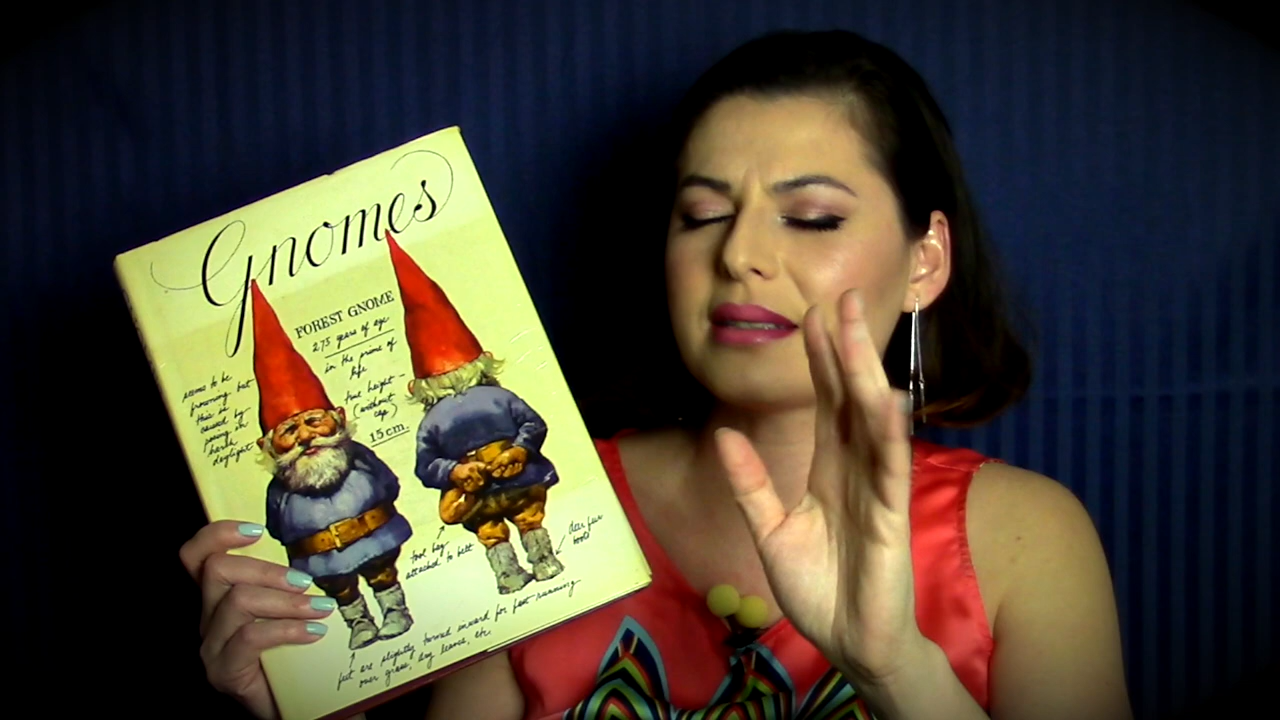 Gnomes
FOREST GNOME
275 years of age
in the prime of
life
true height —
(without
cap)
15 cm.
seems to be
frowning but
this is
caused by
posing in
harsh
daylight
tool bag
attached to belt
deer fur
boot
feet are slightly turned inward for fast running
over grass, dry leaves, etc.